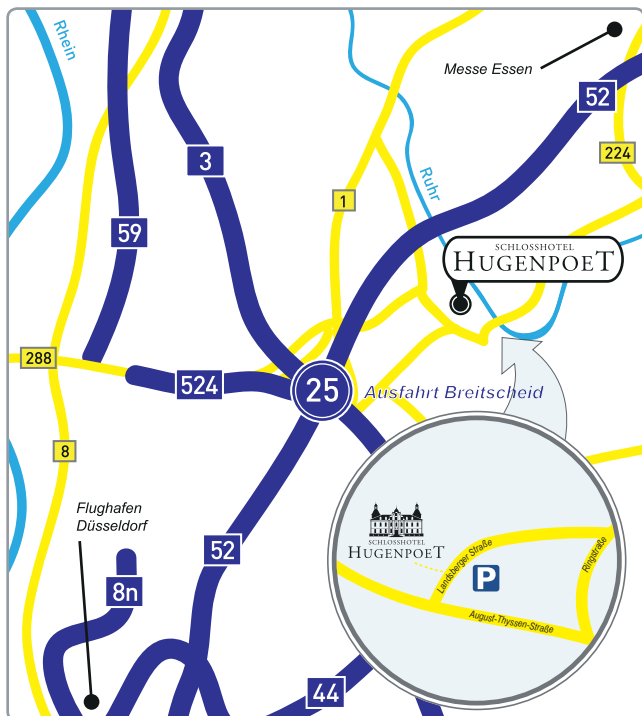 Rhein
Messe Essen
52
3
224
Ruhr
1
59
SCHLOSSHOTEL
HUGENPOET
288
524
25
Ausfahrt Breitscheid
8
Flughafen
Düsseldorf
SCHLOSSHOTEL
HUGENPOET
Landsberger Straße
Ringstraße
P
52
8n
August-Thyssen-Straße
44